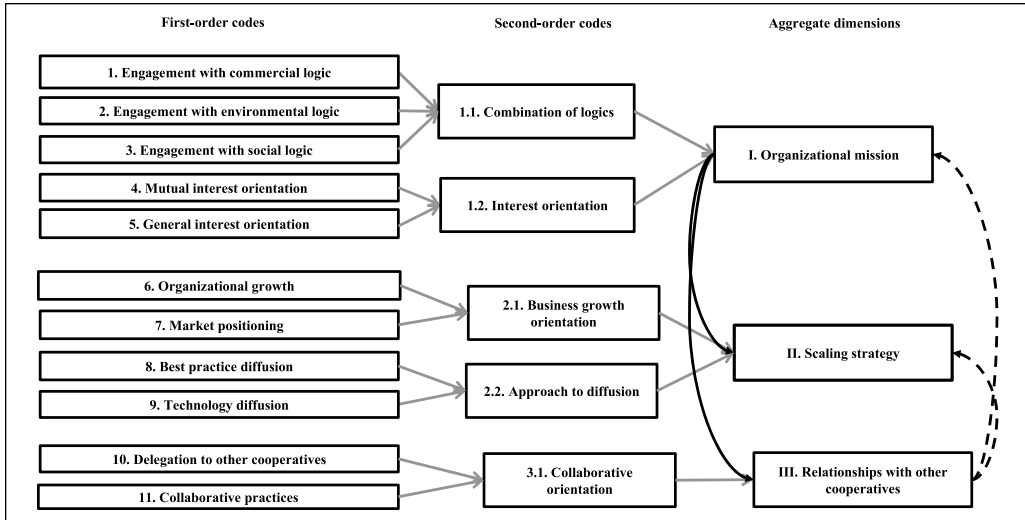 First-order codes
Second-order codes
Aggregate dimensions
1. Engagement with commercial logic
2. Engagement with environmental logic
3. Engagement with social logic
4. Mutual interest orientation
5. General interest orientation
1.1. Combination of logics
1.2. Interest orientation
I. Organizational mission
6. Organizational growth
7. Market positioning
8. Best practice diffusion
9. Technology diffusion
2.1. Business growth
orientation
2.2. Approach to diffusion
II. Scaling strategy
10. Delegation to other cooperatives
11. Collaborative practices
3.1. Collaborative
orientation
III. Relationships with other
cooperatives